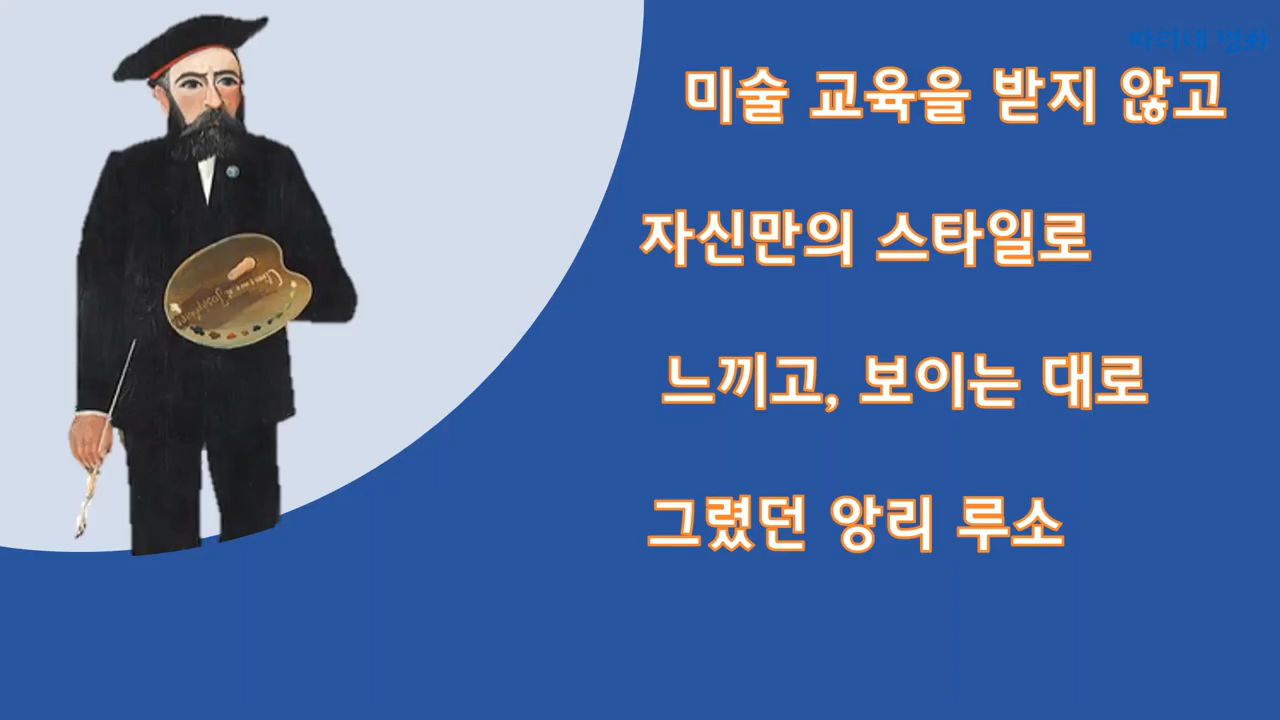 미술 교육을 받지 않고
자신만의 스타일로
느끼고, 보이는 대로
그렸던 앙리 루소